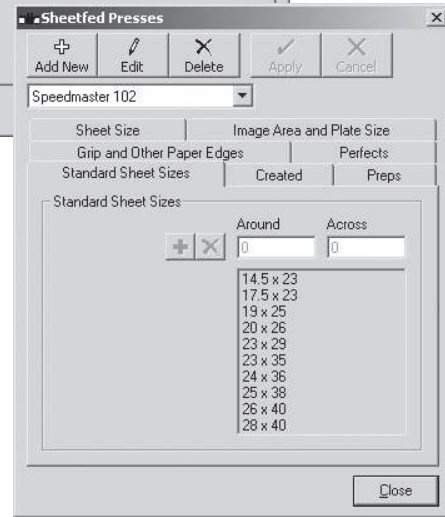 Sheetfed Presses
Add New Edit Delete Apply Cancel
Speedmaster 102
Sheet Size Image Area and Plate Size
Grip and Other Paper Edges Perfects
Standard Sheet Sizes Created Preps
Standard Sheet Sizes
Around Across
0 0
14.5 x 23
17.5 x 23
19 x 25
20 x 26
23 x 29
23 x 35
24 x 36
25 x 38
26 x 40
28 x 40
Close